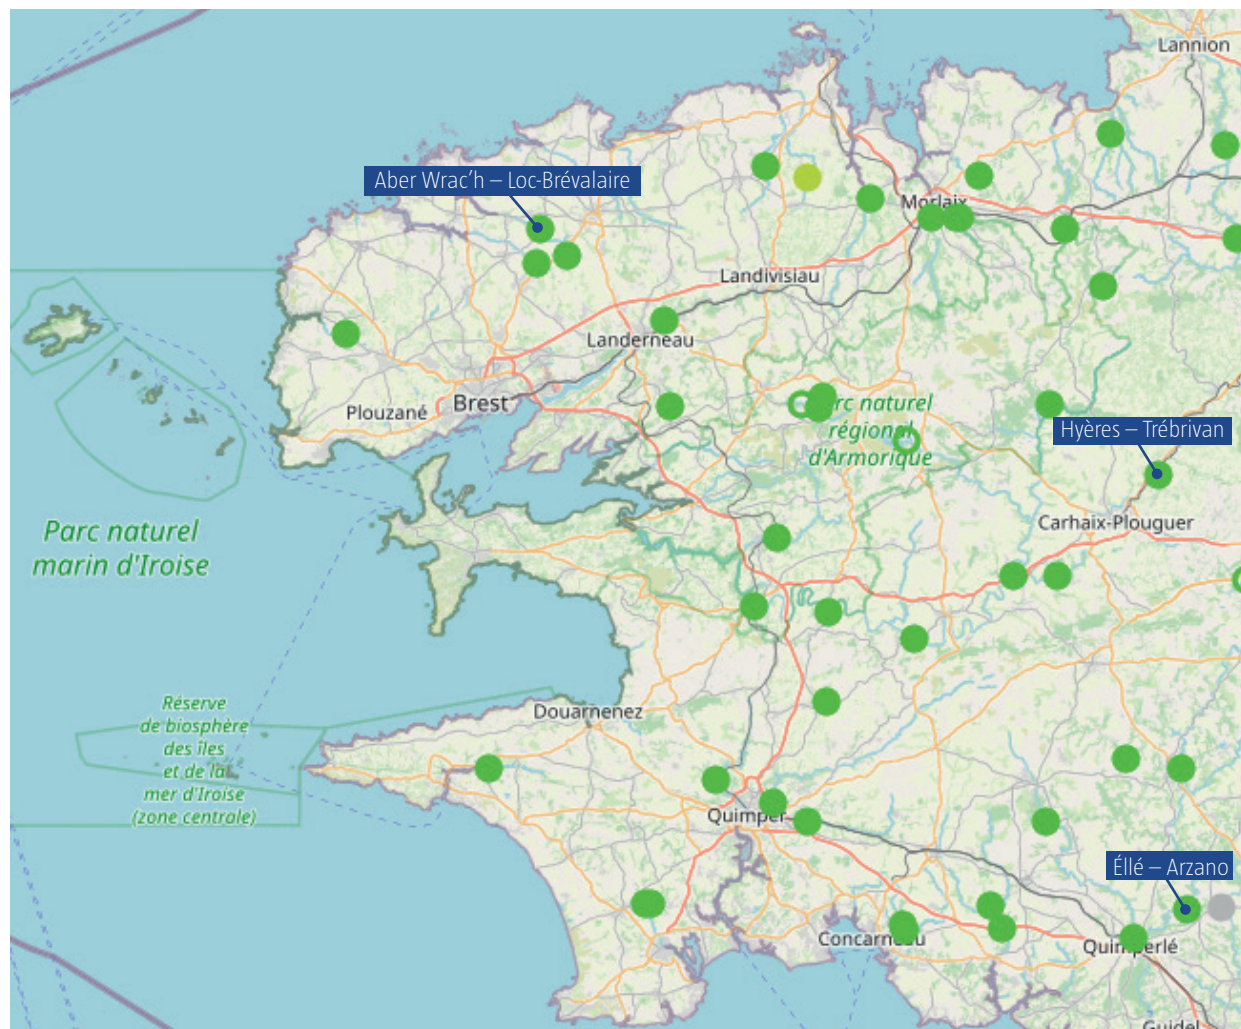 Lannion
Aber Wrac'h – Loc-Brévalaire
Morlaix
Landivisiau
Landerneau
Brest
Plouzané
Parc naturel
régional
d'Armorique
Hyères – Trébrivan
Carhaix-Plouguer
Parc naturel
marin d'Iroise
Réserve
de biosphère
des îles
et de la
mer d'Iroise
(zone centrale)
Douarnenez
Quimper
Éllé – Arzano
Concarneau
Quimperlé
Guidel